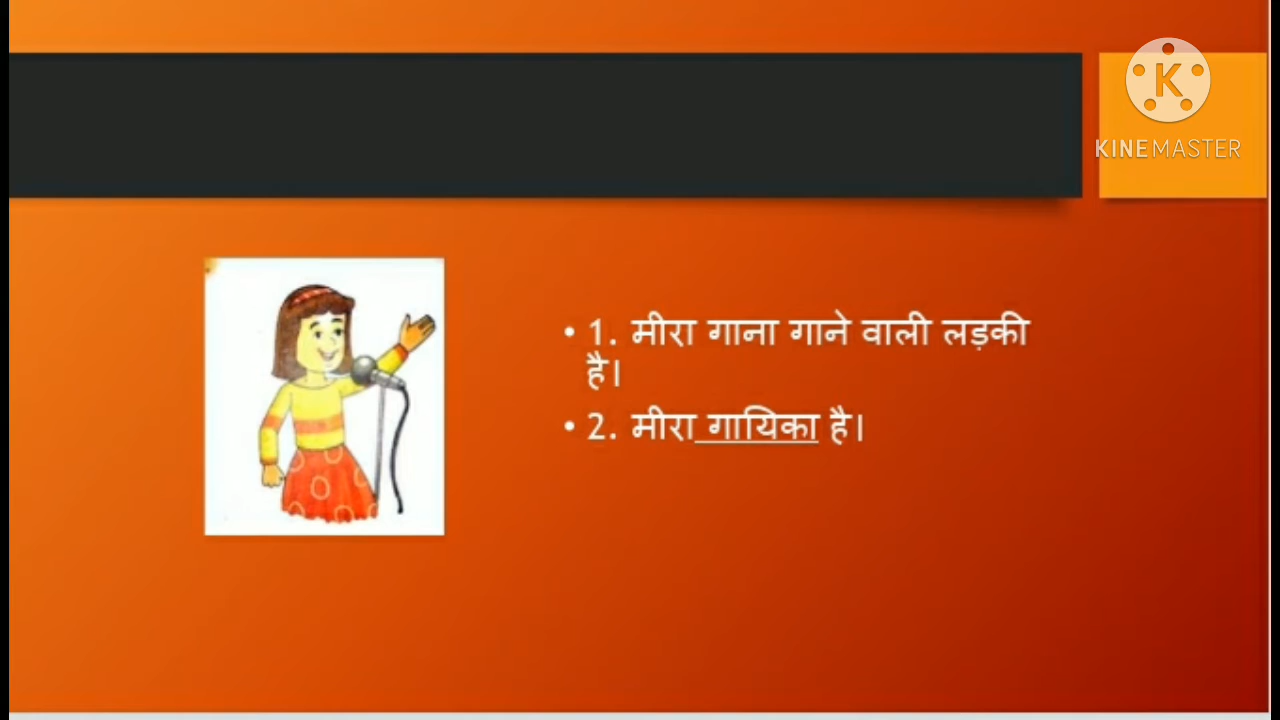 K
KINEMASTER
• 1. मीरा गाना गाने वाली लड़की
है।
• 2. मीरा गायिका है।